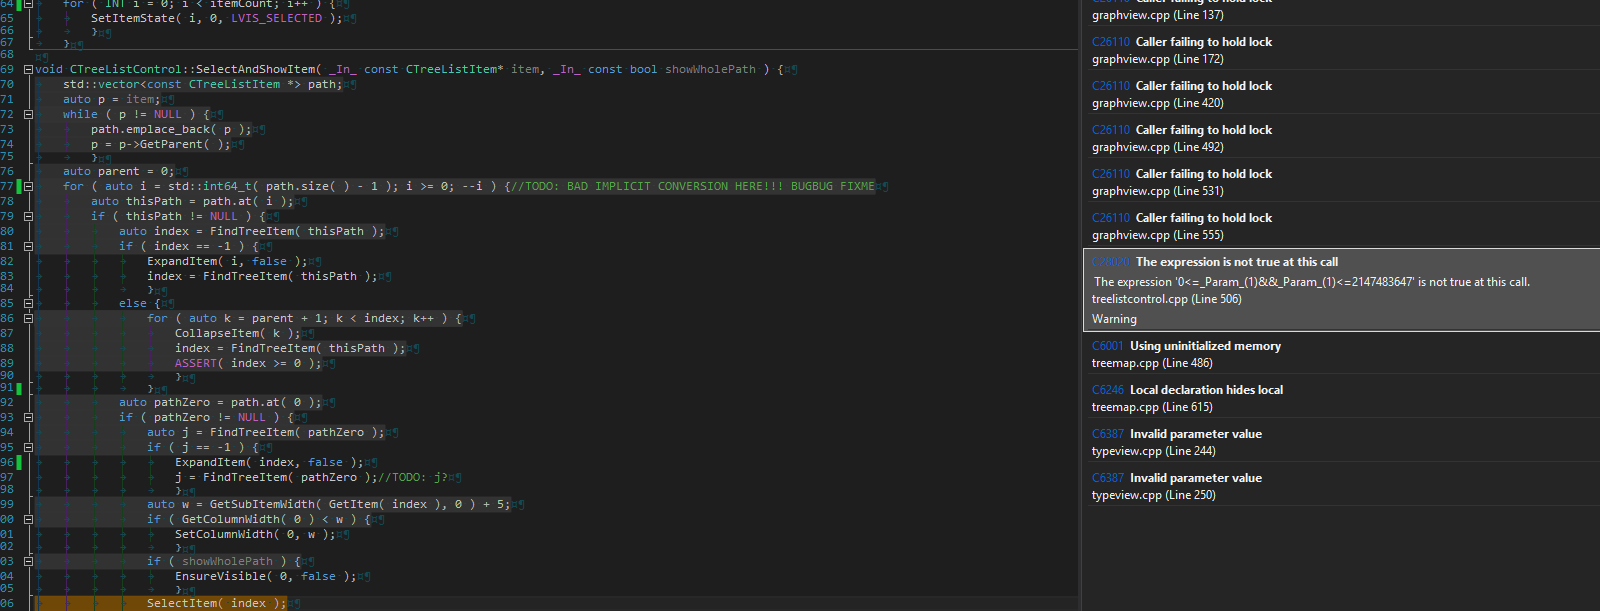 64 for ( INT i = 0; i < itemCount; i++ ) {
65 SetItemState( i, 0, LVIS_SELECTED );
66 }
67 }
68
69 void CTreeListControl::SelectAndShowItem( _In_ const CTreeListItem* item, _In_ const bool showWholePath ) {
70 std::vector<const CTreeListItem *> path;
71 auto p = item;
72 while ( p != NULL ) {
73 path.emplace_back( p );
74 p = p->GetParent( );
75 }
76 auto parent = 0;
77 for ( auto i = std::int64_t( path.size( ) - 1 ); i >= 0; --i ) {//TODO: BAD IMPLICIT CONVERSION HERE!!! BUGBUG FIXME
78 auto thisPath = path.at( i );
79 if ( thisPath != NULL ) {
80 auto index = FindTreeItem( thisPath );
81 if ( index == -1 ) {
82 ExpandItem( i, false );
83 index = FindTreeItem( thisPath );
84 }
85 else {
86 for ( auto k = parent + 1; k < index; k++ ) {
87 CollapseItem( k );
88 index = FindTreeItem( thisPath );
89 ASSERT( index >= 0 );
90 }
91 }
92 auto pathZero = path.at( 0 );
93 if ( pathZero != NULL ) {
94 auto j = FindTreeItem( pathZero );
95 if ( j == -1 ) {
96 ExpandItem( index, false );
97 j = FindTreeItem( pathZero );//TODO: j?
98 }
99 auto w = GetSubItemWidth( GetItem( index ), 0 ) + 5;
00 if ( GetColumnWidth( 0 ) < w ) {
01 SetColumnWidth( 0, w );
02 }
03 if ( showWholePath ) {
04 EnsureVisible( 0, false );
05 }
06 SelectItem( index );
C26110 Caller failing to hold lock
graphview.cpp (Line 137)
C26110 Caller failing to hold lock
graphview.cpp (Line 172)
C26110 Caller failing to hold lock
graphview.cpp (Line 420)
C26110 Caller failing to hold lock
graphview.cpp (Line 492)
C26110 Caller failing to hold lock
graphview.cpp (Line 531)
C26110 Caller failing to hold lock
graphview.cpp (Line 555)
C28020 The expression is not true at this call
The expression '0<=_Param_(1)&&_Param_(1)<=2147483647' is not true at this call.
treelistcontrol.cpp (Line 506)
Warning
C6001 Using uninitialized memory
treemap.cpp (Line 486)
C6246 Local declaration hides local
treemap.cpp (Line 615)
C6387 Invalid parameter value
typeview.cpp (Line 244)
C6387 Invalid parameter value
typeview.cpp (Line 250)